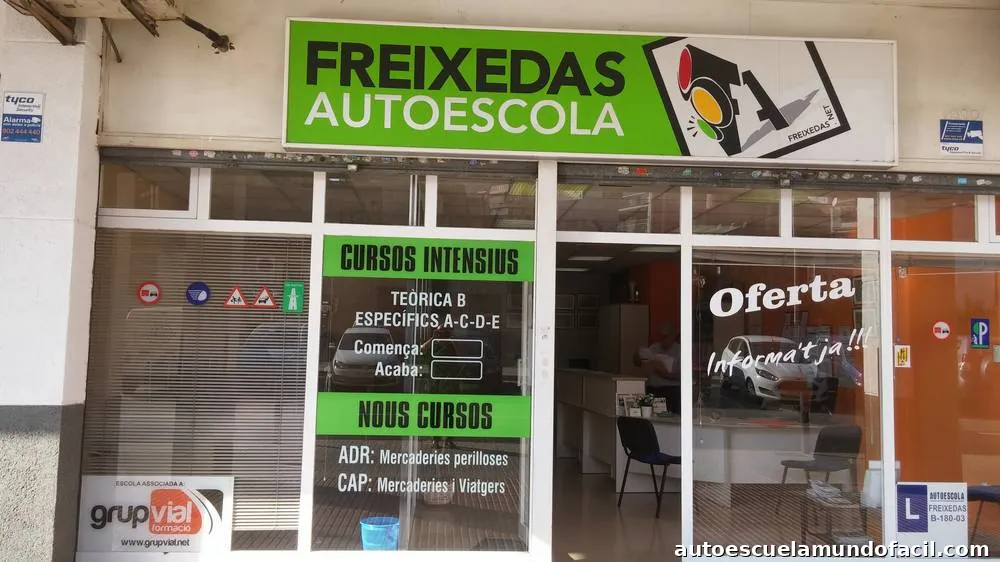 FREIXEDAS
AUTOESCOLA
FREIXEDAS.NET
tyco
Alarma
902 444 440
tyco
CURSOS INTENSIUS
TEÒRICA B
ESPECÍFICS A-C-D-E
Comença:
Acaba:
NOUS CURSOS
ADR: Mercaderies perilloses
CAP: Mercaderies i Viatgers
Oferta
Informa't ja!!!
ESCOLA ASSOCIADA A:
grupvial
formació
www.grupvial.net
L
AUTOESCOLA
FREIXEDAS
B-180-03
P
autoescuelamundofacil.com